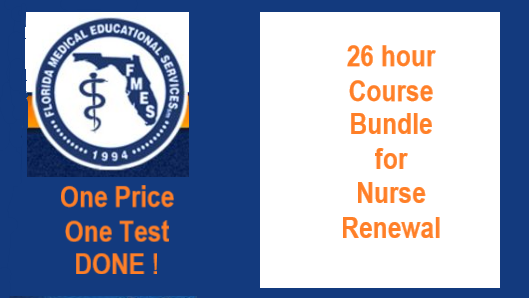 FLORIDA MEDICAL EDUCATIONAL SERVICES
FMES
1994
One Price
One Test
DONE !
26 hour
Course
Bundle
for
Nurse
Renewal